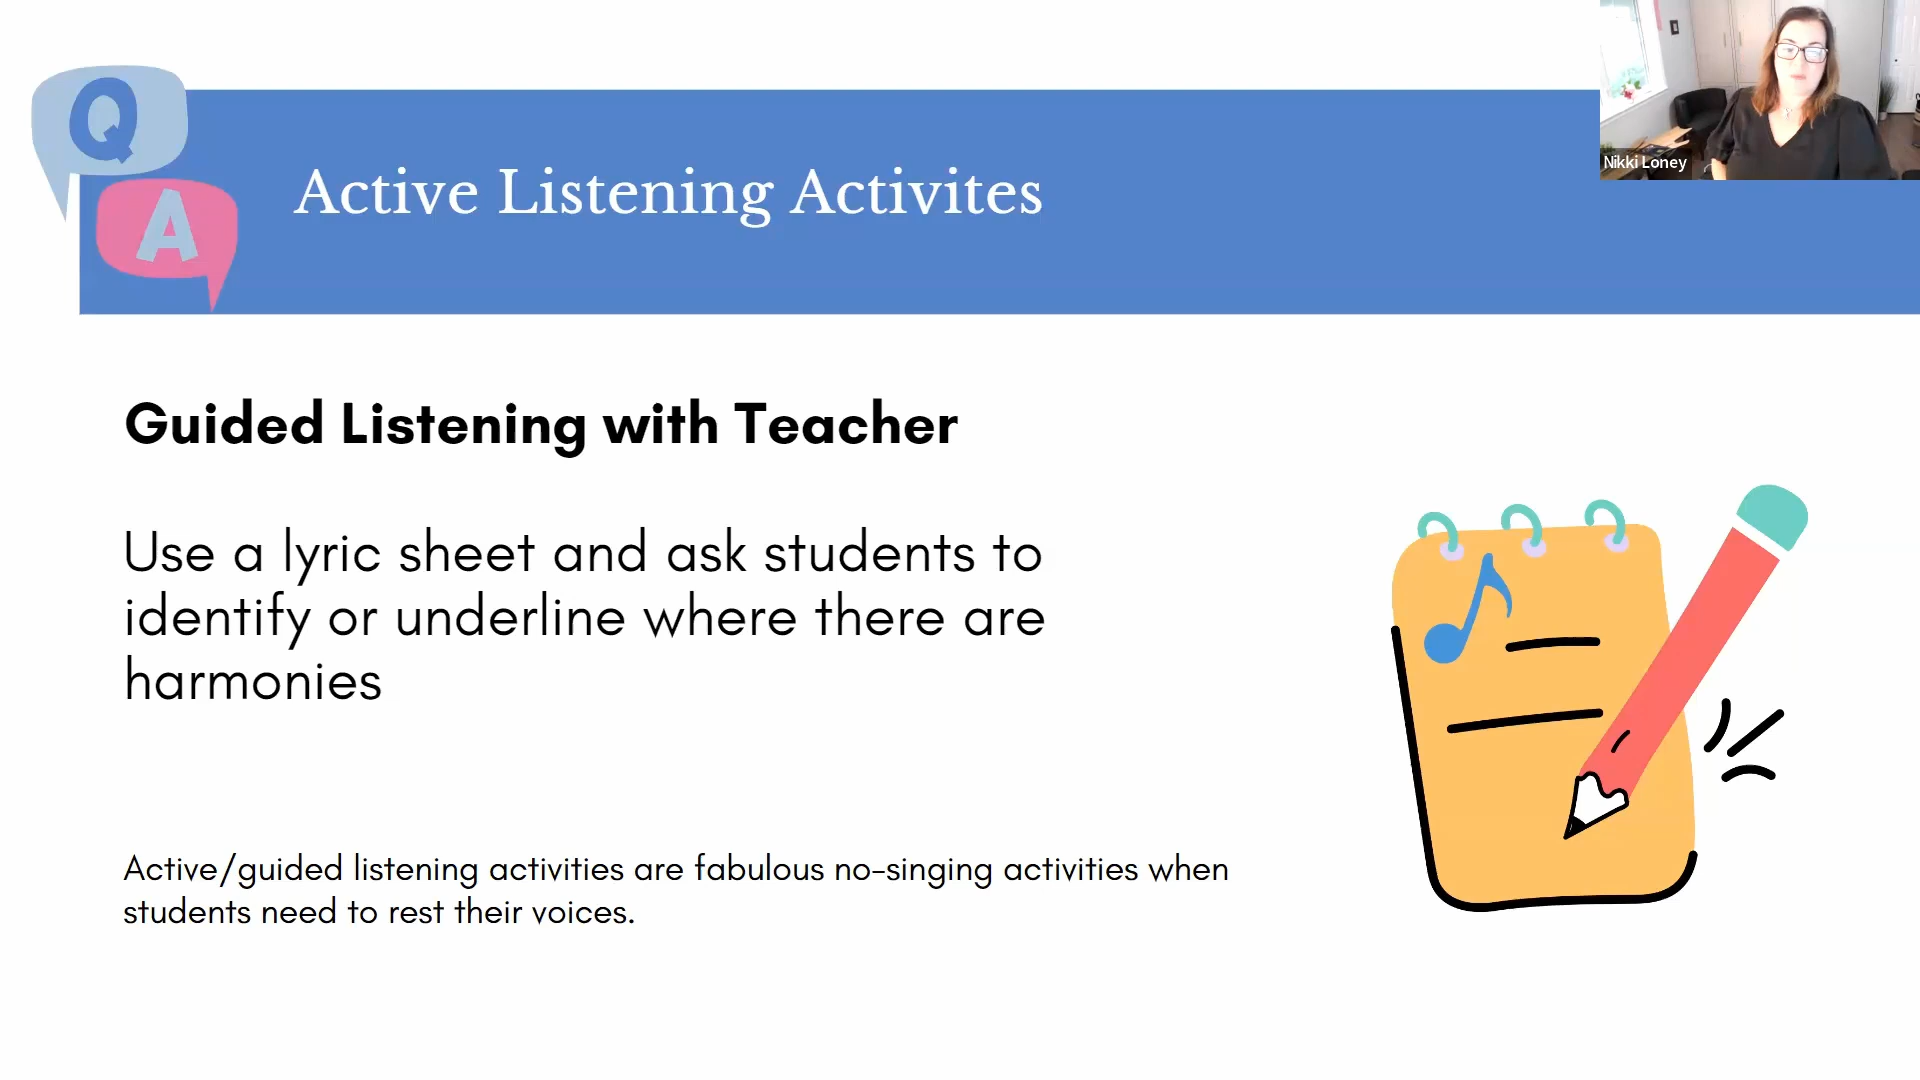 Q
A
Active Listening Activites
Nikki Loney
Guided Listening with Teacher
Use a lyric sheet and ask students to
identify or underline where there are
harmonies
Active/guided listening activities are fabulous no-singing activities when
students need to rest their voices.